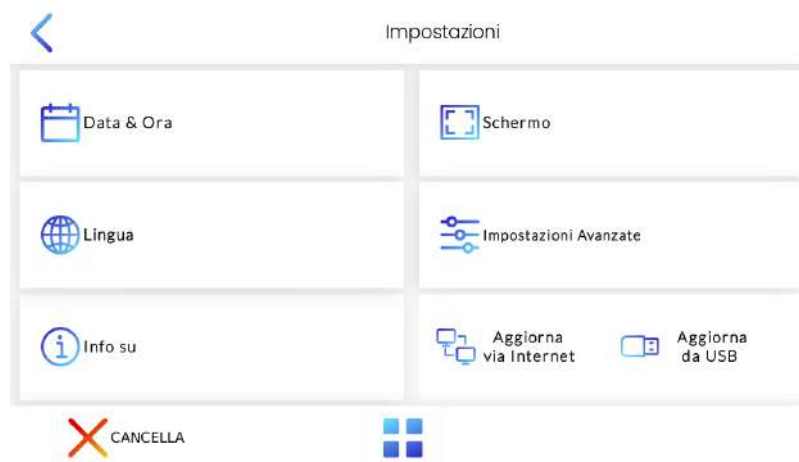 Impostazioni
Data & Ora
Schermo
Lingua
Impostazioni Avanzate
Info su
Aggiorna
via Internet
Aggiorna
da USB
CANCELLA